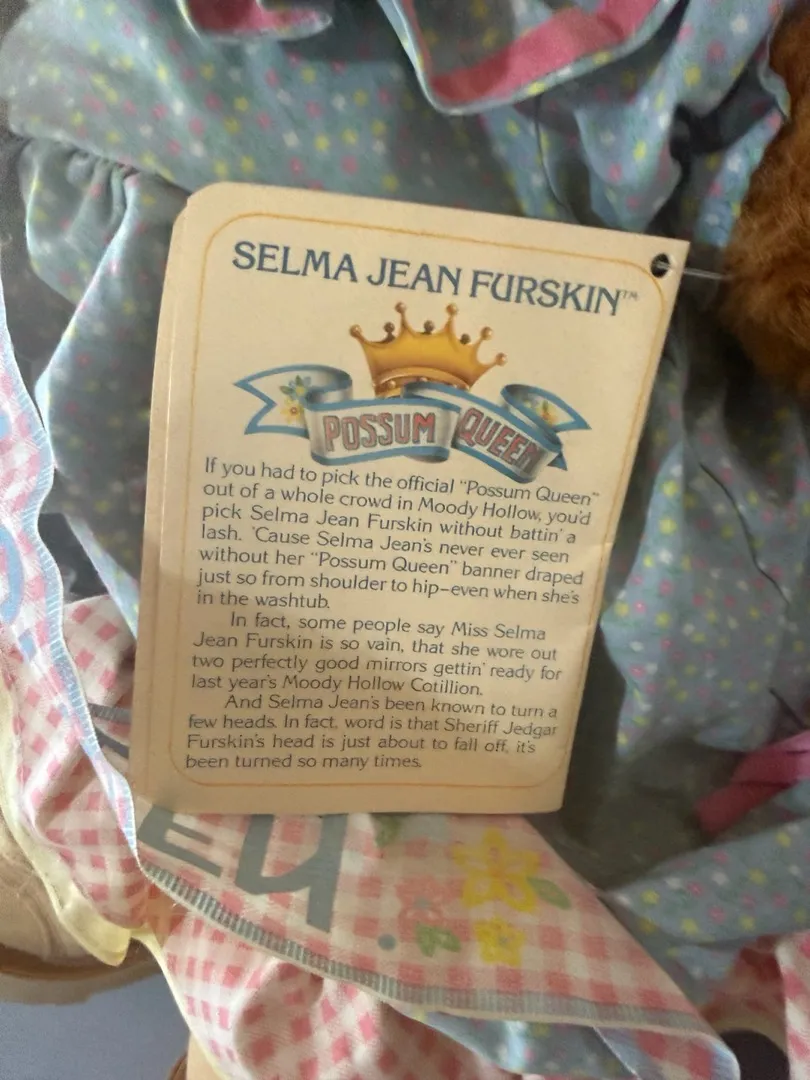 SELMA JEAN FURSKIN™
POSSUM QUEEN
If you had to pick the official "Possum Queen"
out of a whole crowd in Moody Hollow, you'd
pick Selma Jean Furskin without battin' a
lash. 'Cause Selma Jean's never ever seen
without her "Possum Queen" banner draped
just so from shoulder to hip–even when she's
in the washtub.
In fact, some people say Miss Selma
Jean Furskin is so vain, that she wore out
two perfectly good mirrors gettin' ready for
last year's Moody Hollow Cotillion.
And Selma Jean's been known to turn a
few heads. In fact, word is that Sheriff Jedgar
Furskin's head is just about to fall off, it's
been turned so many times.